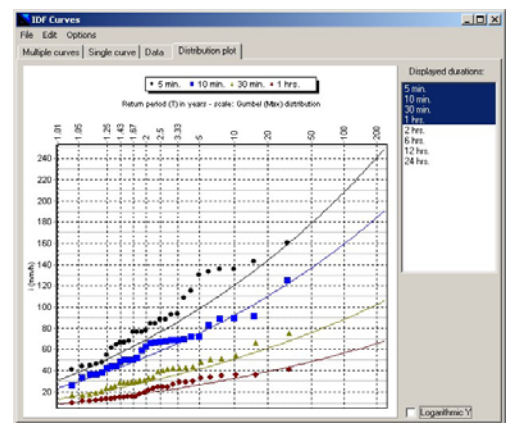 IDF Curves
File Edit Options
Multiple curves Single curve Data Distribution plot
5 min. 10 min. 30 min. 1 hrs.
Return period (T) in years - scale: Gumbel (Max) distribution
1.01 1.05 1.25 1.43 1.67 2 2.5 3.33 5 10 20 50 100 200
240
220
200
180
160
140
120
100
80
60
40
20
i (mm/h)
Displayed durations:
5 min.
10 min.
30 min.
1 hrs.
2 hrs.
6 hrs.
12 hrs.
24 hrs.
Logarithmic Y